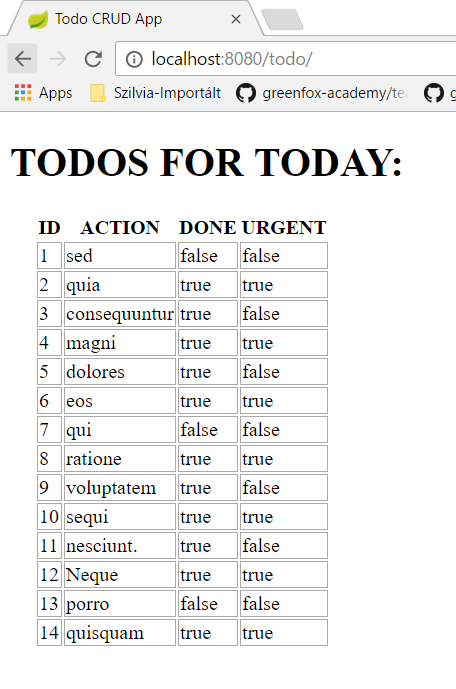 Todo CRUD App
localhost:8080/todo/
Apps Szilvia-Importált greenfox-academy/te
TODOS FOR TODAY:
ID ACTION DONE URGENT
1 sed false false
2 quia true true
3 consequuntur true false
4 magni true true
5 dolores true false
6 eos true true
7 qui false false
8 ratione true true
9 voluptatem true false
10 sequi true true
11 nesciunt. true false
12 Neque true true
13 porro false false
14 quisquam true true